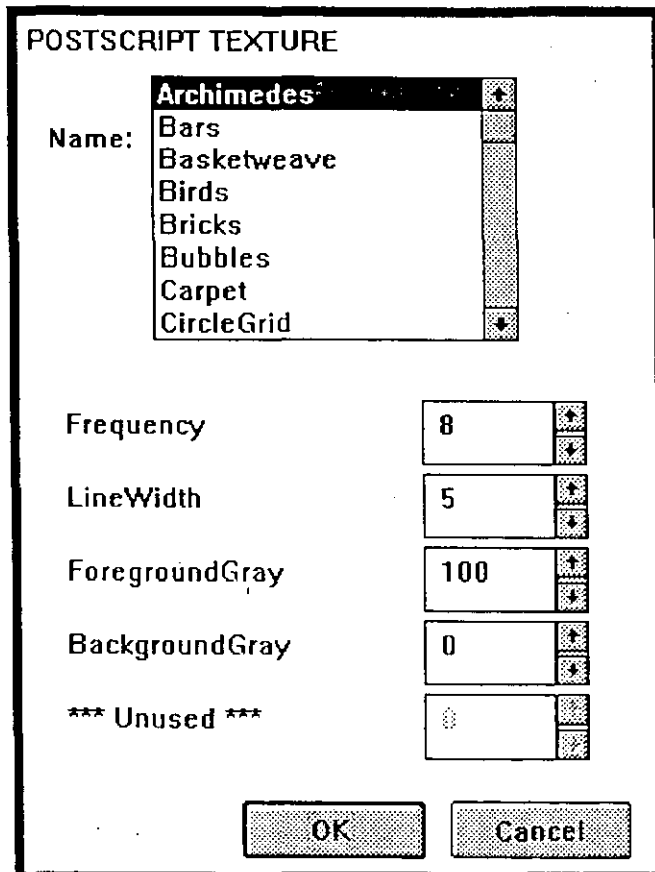 POSTSCRIPT TEXTURE
Name:
Archimedes
Bars
Basketweave
Birds
Bricks
Bubbles
Carpet
CircleGrid
Frequency 8
LineWidth 5
ForegroundGray 100
BackgroundGray 0
*** Unused *** 0
OK Cancel